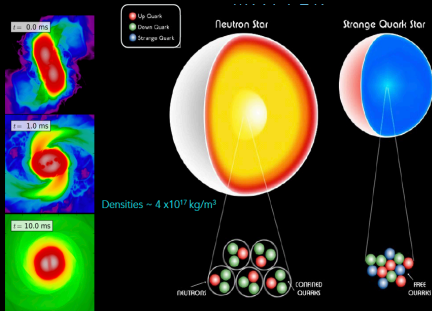 t = 0.0 ms
t = 1.0 ms
t = 10.0 ms
Up Quark
Down Quark
Strange Quark
Neutron Star
Strange Quark Star
Densities ~ 4 x10¹⁷ kg/m³
NEUTRONS
CONFINED
QUARKS
FREE
QUARKS